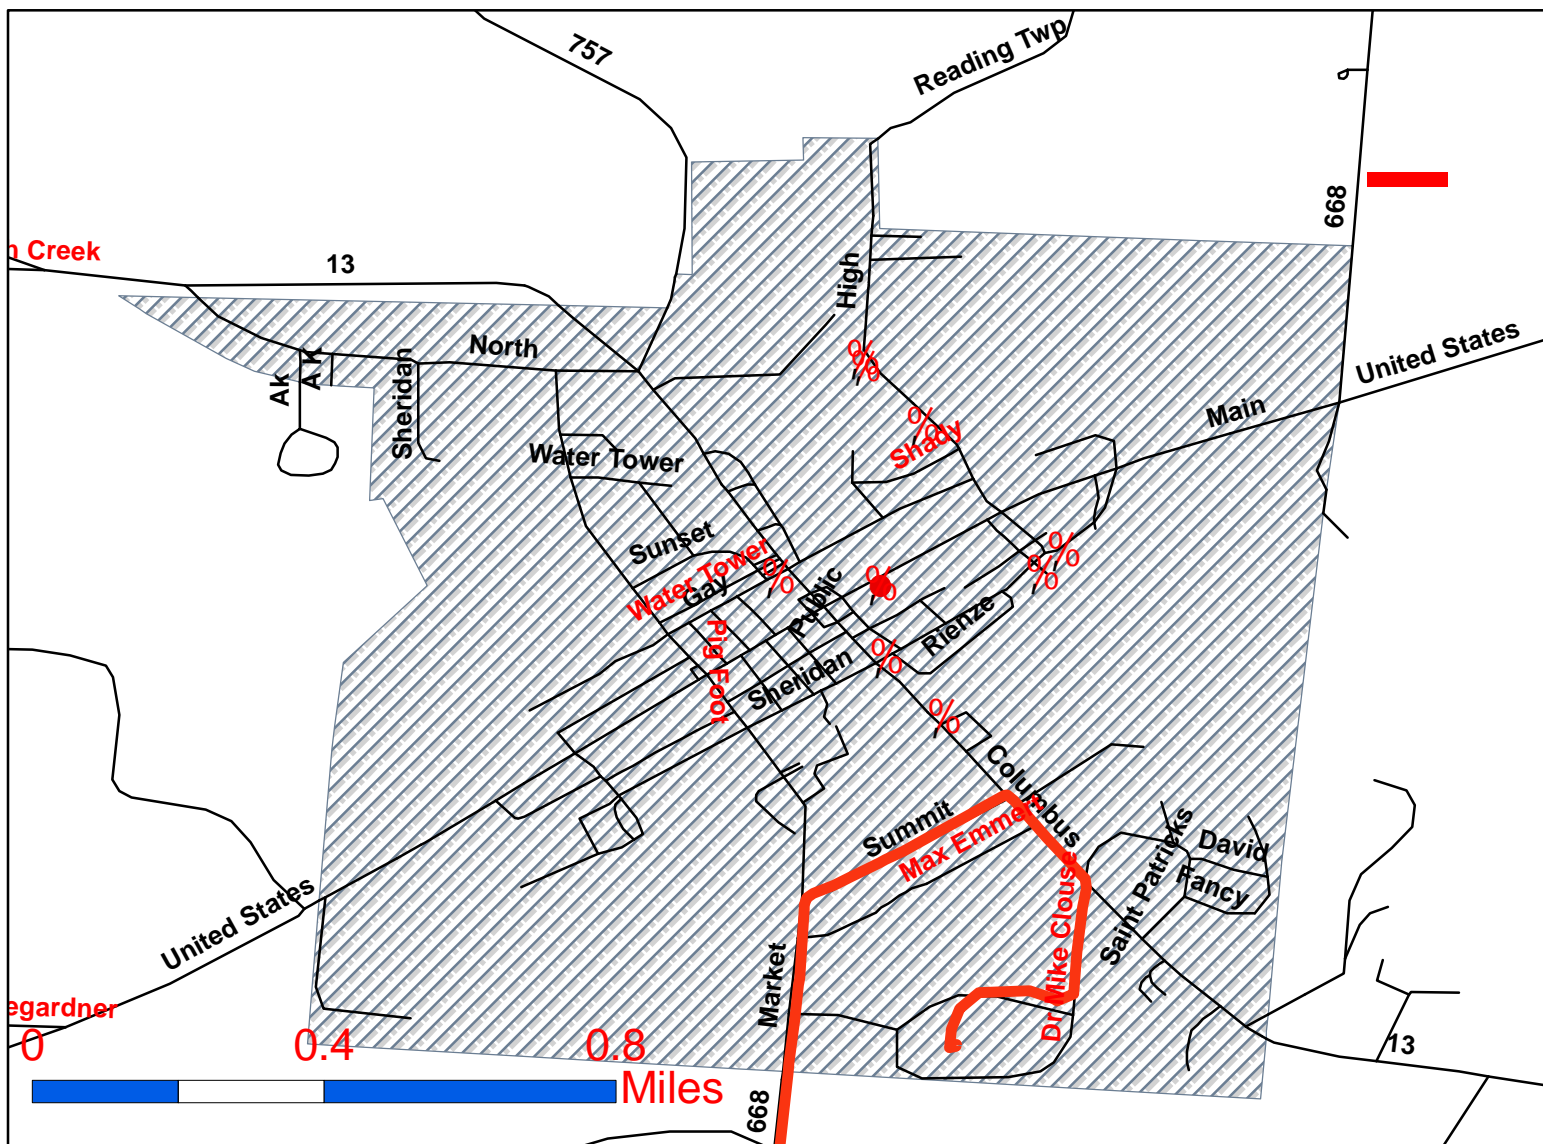 757
Reading Twp
668
n Creek
13
High
North
United States
Ak
A K
Sheridan
Main
Shady
Water Tower
Sunset
Water Tower
Gay
Public
Rienze
Pig Foot
Sheridan
Columbus
Summit
Max Emmert
Saint Patricks
David
Fancy
Dr Mike Clouse
United States
Market
egardner
0 0.4 0.8
Miles
13
668
%
%
%
%
%
%
%
%
%